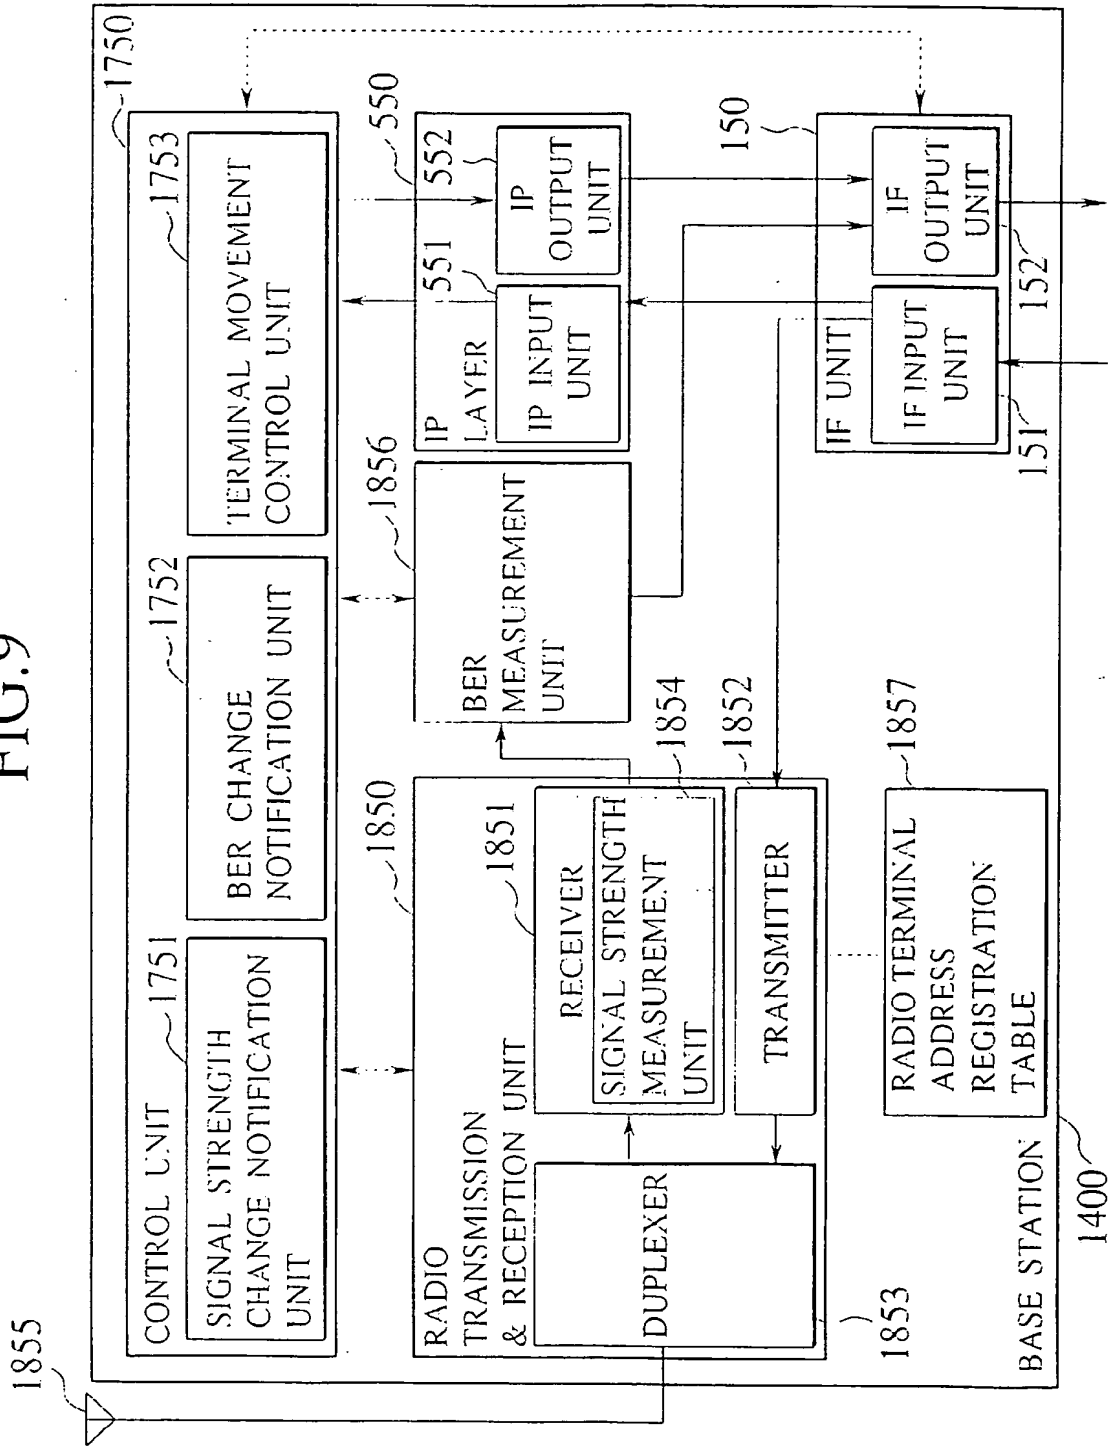 FIG.9
1855
1750
CONTROL UNIT
1751
SIGNAL STRENGTH
CHANGE NOTIFICATION
UNIT
1752
BER CHANGE
NOTIFICATION UNIT
1753
TERMINAL MOVEMENT
CONTROL UNIT
1850
RADIO
TRANSMISSION
& RECEPTION UNIT
1851
RECEIVER
SIGNAL STRENGTH
MEASUREMENT
UNIT
1854
1852
TRANSMITTER
DUPLEXER
1853
1856
BER
MEASUREMENT
UNIT
550
IP
LAYER
551
IP INPUT
UNIT
552
IP
OUTPUT
UNIT
150
IF UNIT
IF INPUT
UNIT
151
IF
OUTPUT
UNIT
152
1857
RADIO TERMINAL
ADDRESS
REGISTRATION
TABLE
BASE STATION
1400